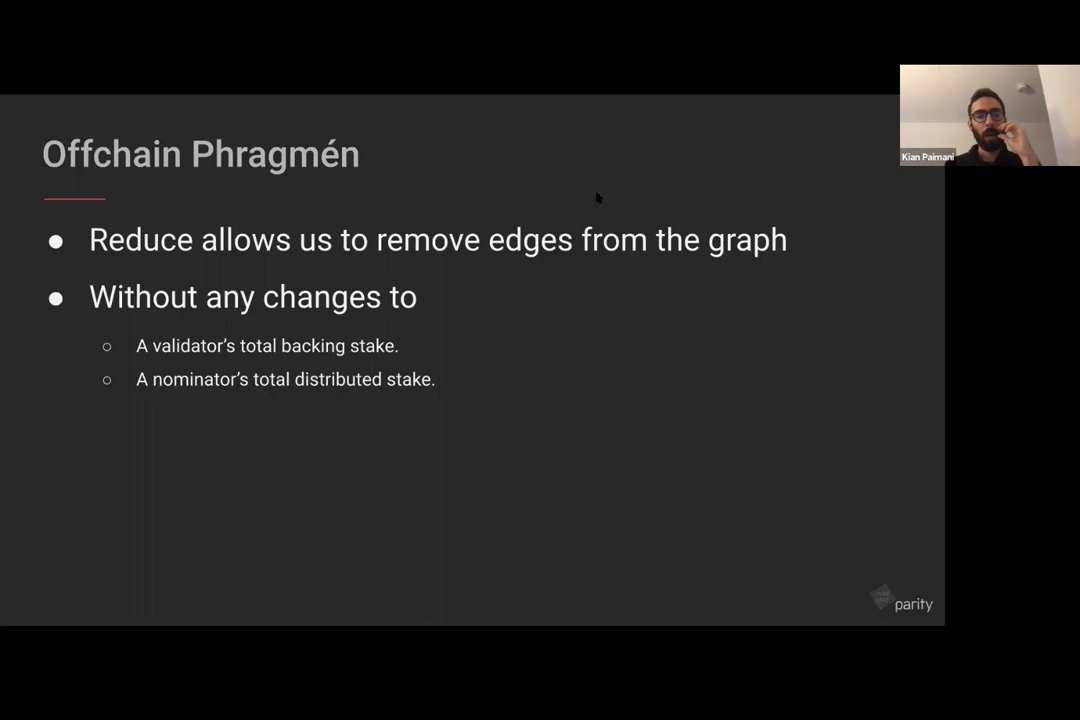 Offchain Phragmén
Kian Paimani
● Reduce allows us to remove edges from the graph
● Without any changes to
○ A validator's total backing stake.
○ A nominator's total distributed stake.
parity